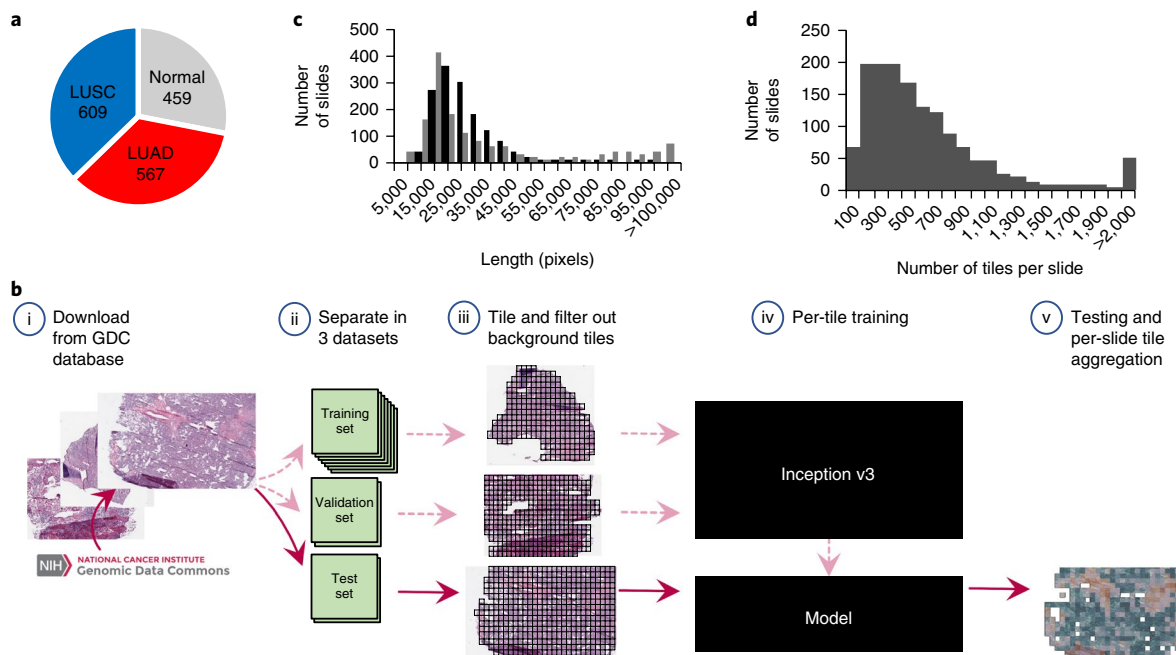 a
LUSC
609
Normal
459
LUAD
567
c
Number
of slides
500
400
300
200
100
0
5,000
15,000
25,000
35,000
45,000
55,000
65,000
75,000
85,000
95,000
>100,000
Length (pixels)
d
Number
of slides
250
200
150
100
50
0
100
300
500
700
900
1,100
1,300
1,500
1,700
1,900
>2,000
Number of tiles per slide
b
i
Download
from GDC
database
ii
Separate in
3 datasets
iii
Tile and filter out
background tiles
iv
Per-tile training
v
Testing and
per-slide tile
aggregation
Training
set
Validation
set
Test
set
Inception v3
Model
NIH
NATIONAL CANCER INSTITUTE
Genomic Data Commons